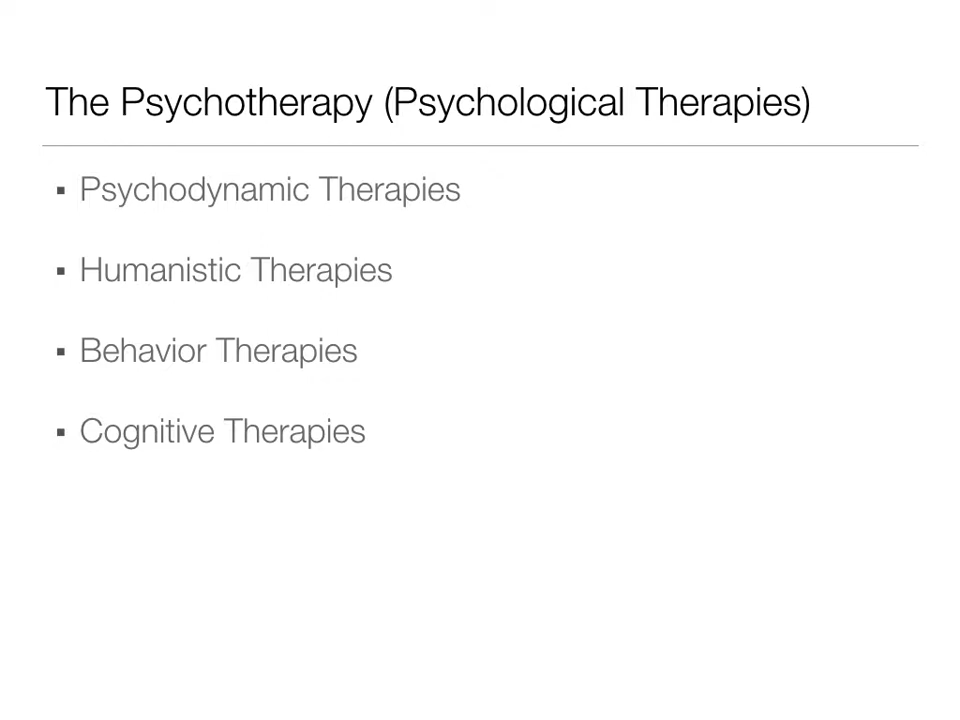 The Psychotherapy (Psychological Therapies)
▪ Psychodynamic Therapies
▪ Humanistic Therapies
▪ Behavior Therapies
▪ Cognitive Therapies